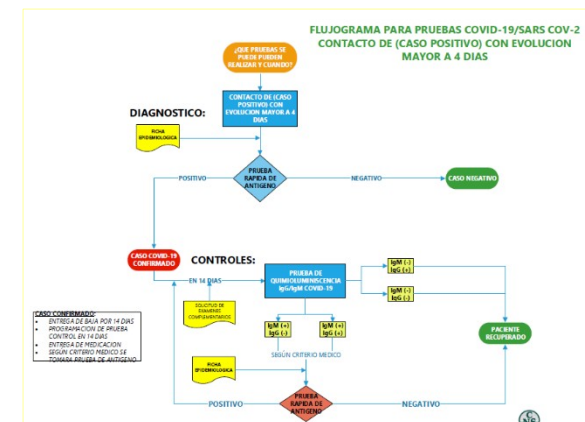 FLUJOGRAMA PARA PRUEBAS COVID-19/SARS COV-2
CONTACTO DE (CASO POSITIVO) CON EVOLUCION
MAYOR A 4 DIAS
¿QUE PRUEBAS SE
PUEDE PUEDEN
REALIZAR Y CUANDO?
CONTACTO DE (CASO
POSITIVO) CON
EVOLUCION MAYOR A 4
DIAS
DIAGNOSTICO:
FICHA
EPIDEMIOLOGICA
PRUEBA
RAPIDA DE
ANTIGENO
POSITIVO
NEGATIVO
CASO NEGATIVO
CASO COVID-19
CONFIRMADO
CONTROLES:
EN 14 DIAS
PRUEBA DE
QUIMIOLUMINISCENCIA
IgG/IgM COVID-19
IgM (-)
IgG (+)
IgM (-)
IgG (-)
SOLICITUD DE
EXAMENES
COMPLEMENTARIOS
CASO CONFIRMADO:
• ENTREGA DE BAJA POR 14 DIAS
• PROGRAMACION DE PRUEBA
CONTROL EN 14 DIAS
• ENTREGA DE MEDICACION
• SEGÚN CRITERIO MEDICO SE
TOMARA PRUEBA DE ANTIGENO
IgM (+)
IgG (-)
IgM (+)
IgG (+)
PACIENTE
RECUPERADO
SEGÚN CRITERIO MEDICO
FICHA
EPIDEMIOLOGICA
PRUEBA
RAPIDA DE
ANTIGENO
POSITIVO
NEGATIVO